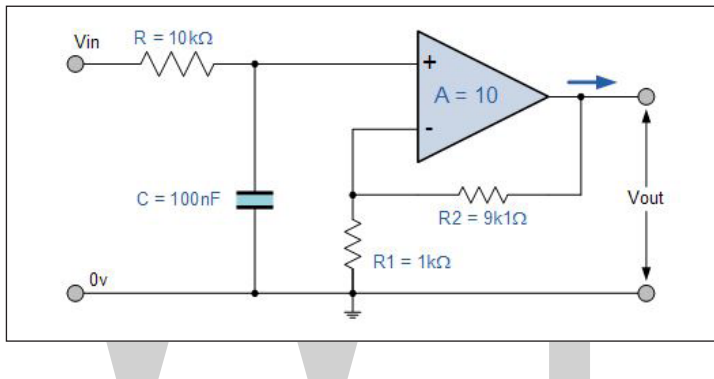 Vin
R = 10kΩ
+
A = 10
-
C = 100nF
R2 = 9k1Ω
Vout
R1 = 1kΩ
0v